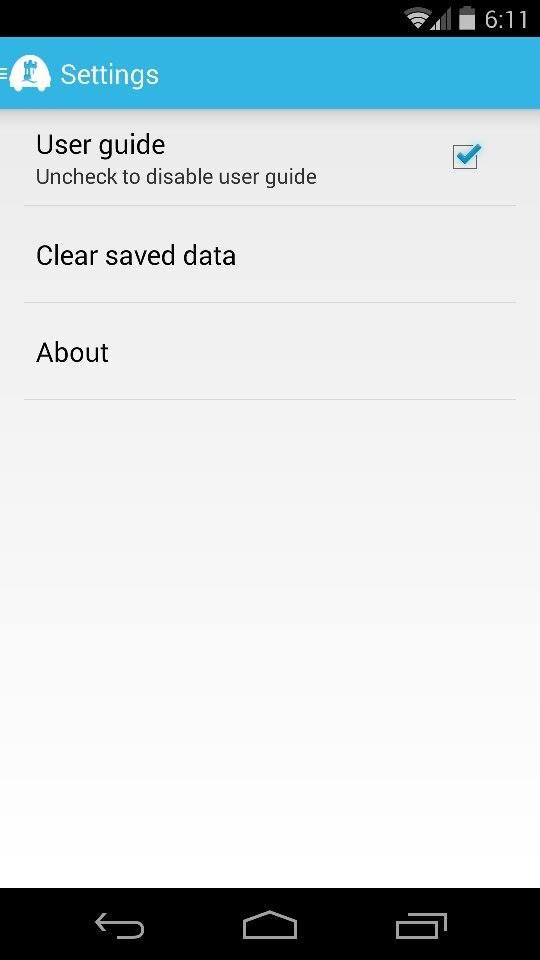 6:11
Settings
User guide
Uncheck to disable user guide
Clear saved data
About